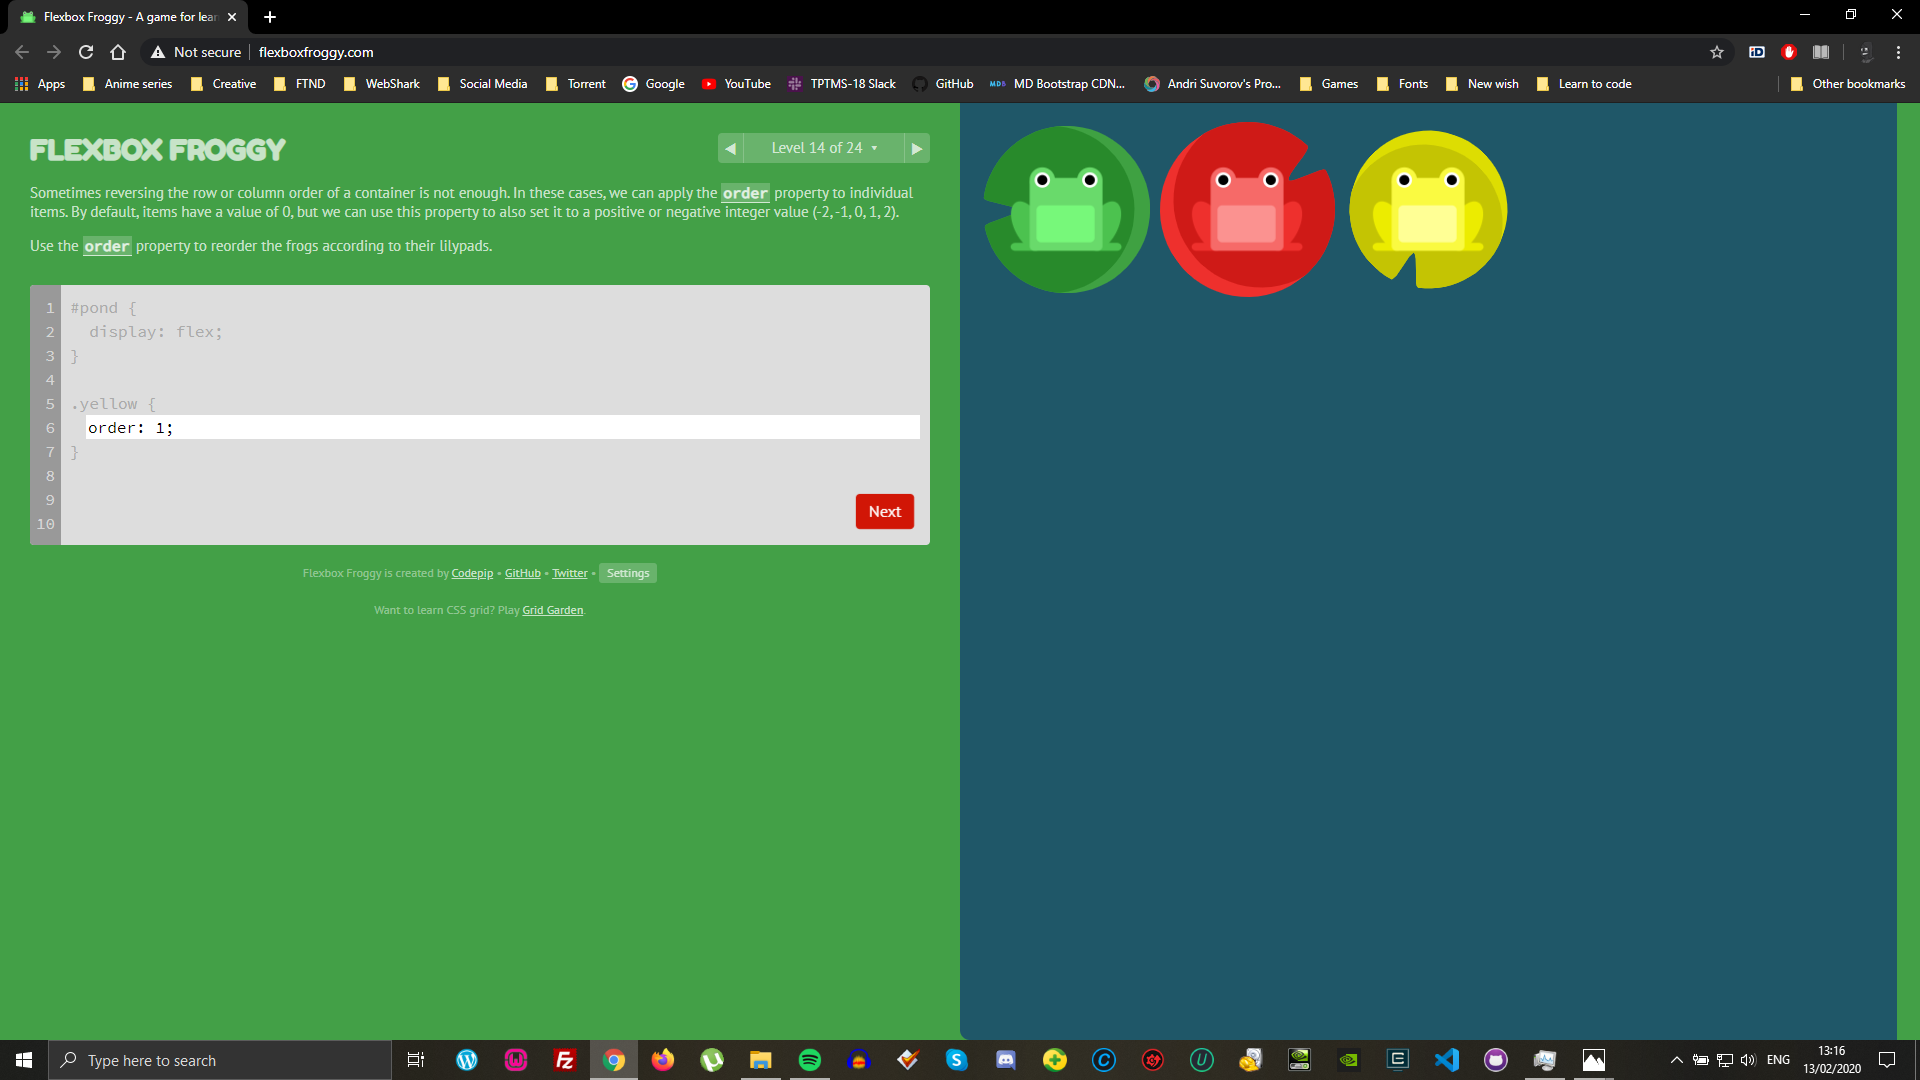 Flexbox Froggy - A game for lear
Not secure
flexboxfroggy.com
Apps
Anime series
Creative
FTND
WebShark
Social Media
Torrent
Google
YouTube
TPTMS-18 Slack
GitHub
MD Bootstrap CDN...
Andri Suvorov's Pro...
Games
Fonts
New wish
Learn to code
Other bookmarks
FLEXBOX FROGGY
Level 14 of 24
Sometimes reversing the row or column order of a container is not enough. In these cases, we can apply the order property to individual
items. By default, items have a value of 0, but we can use this property to also set it to a positive or negative integer value (-2, -1, 0, 1, 2).
Use the order property to reorder the frogs according to their lilypads.
1 #pond {
2 display: flex;
3 }
4
5 .yellow {
6 order: 1;
7 }
8
9
10
Next
Flexbox Froggy is created by Codepip • GitHub • Twitter • Settings
Want to learn CSS grid? Play Grid Garden.
Type here to search
ENG
13:16
13/02/2020